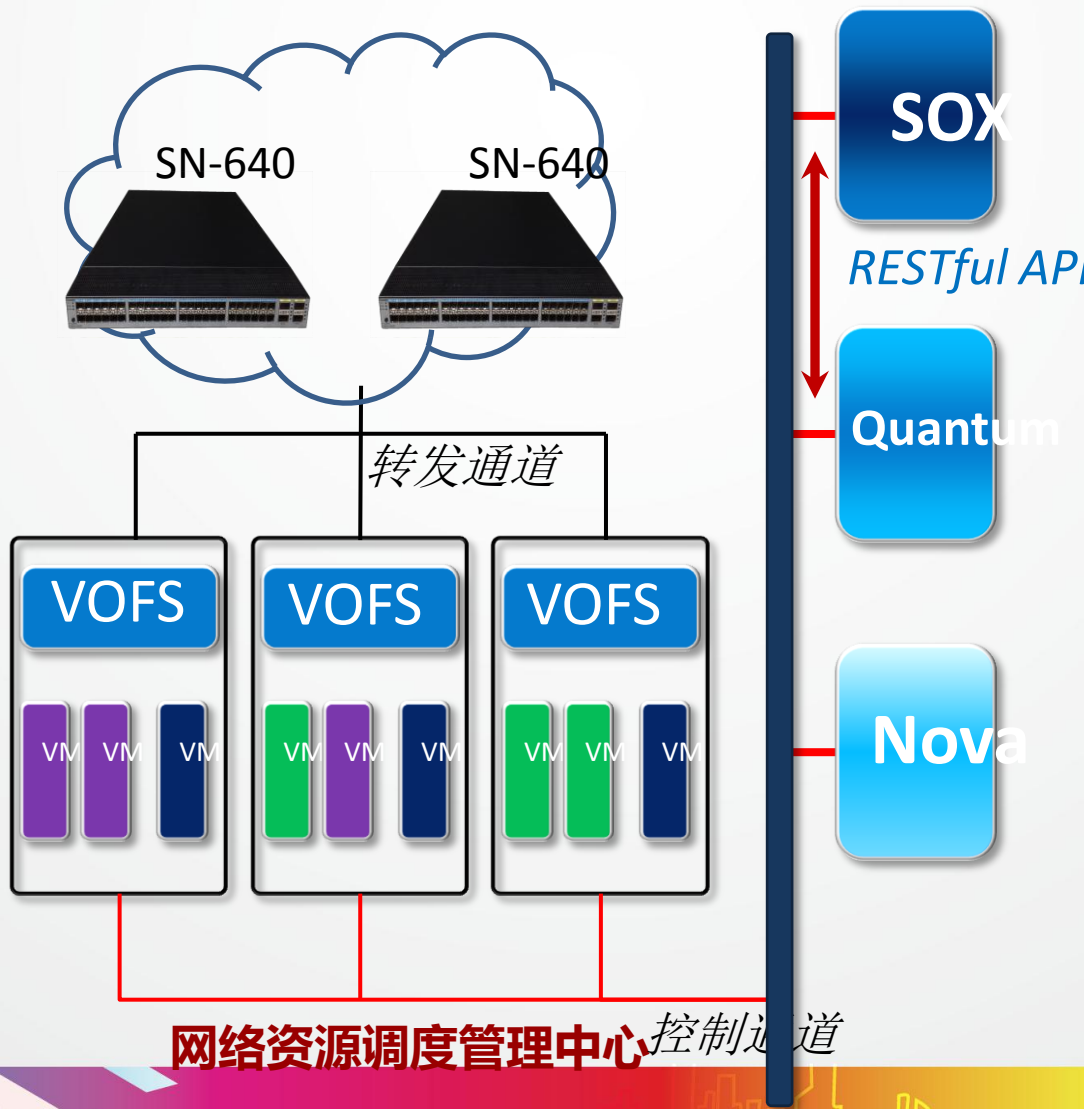 SOX
SN-640
SN-640
RESTful API
Quantum
转发通道
VOFS
VOFS
VOFS
VM
VM
VM
VM
VM
VM
VM
VM
VM
Nova
网络资源调度管理中心
控制通道